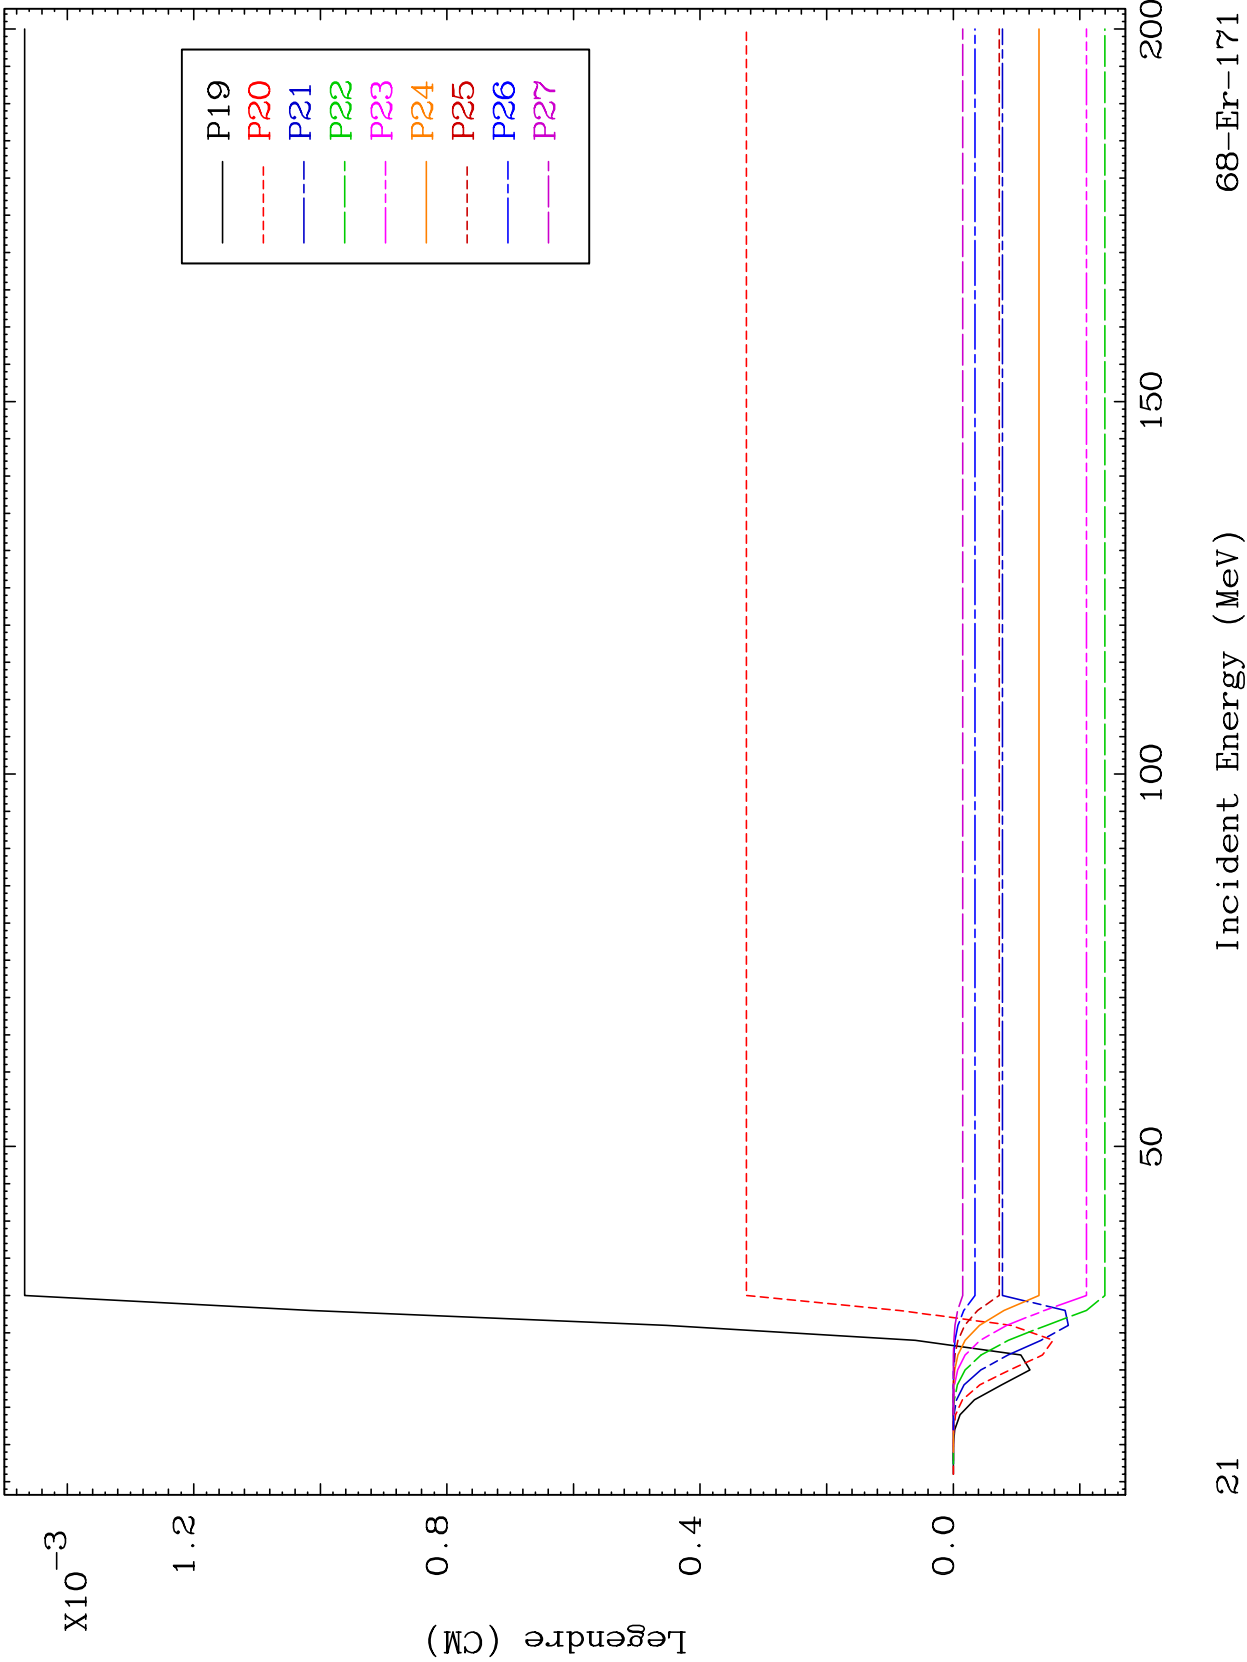 X10-3
1.2
0.8
0.4
0.0
Legendre (CM)
P19
P20
P21
P22
P23
P24
P25
P26
P27
50
100
150
200
Incident Energy (MeV)
21
68-Er-171